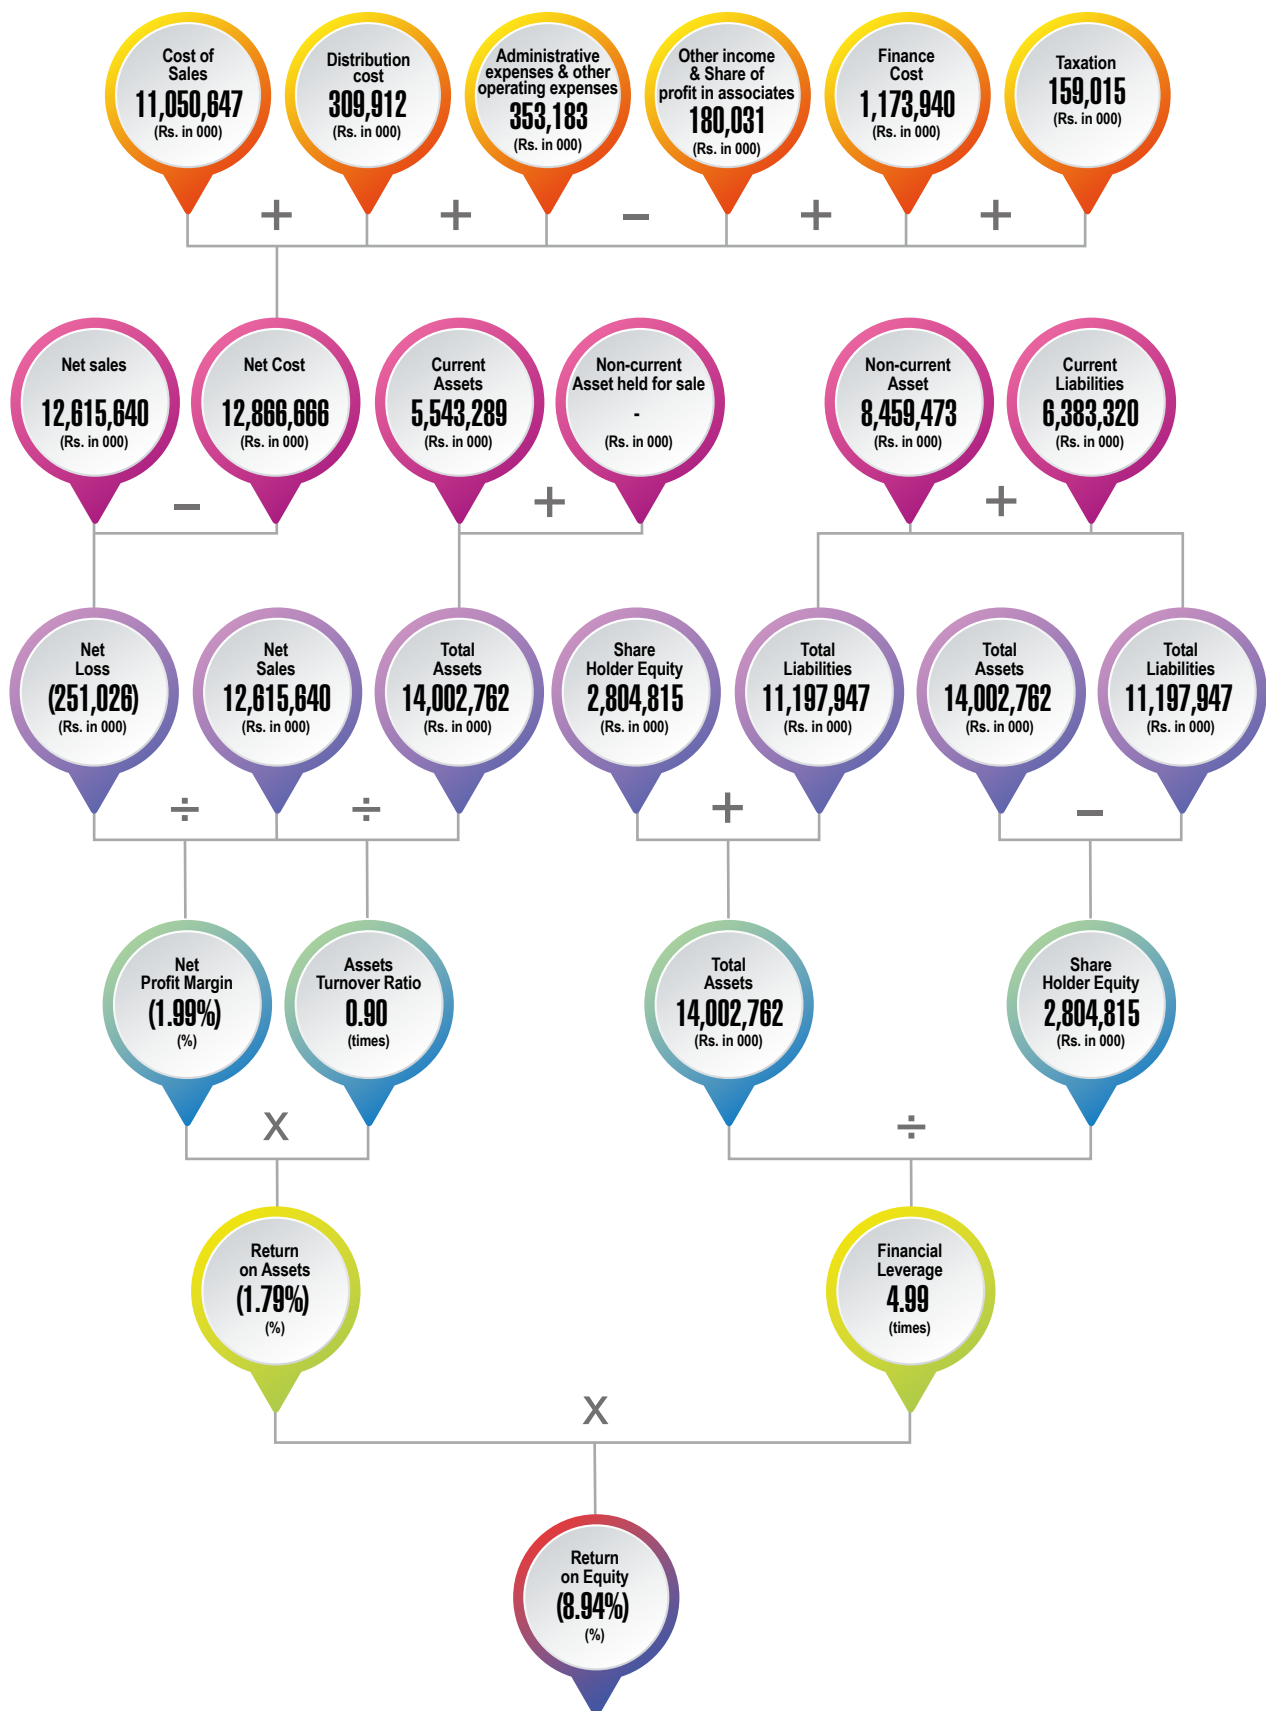 Cost of
Sales
11,050,647
(Rs. in 000)
Distribution
cost
309,912
(Rs. in 000)
Administrative
expenses & other
operating expenses
353,183
(Rs. in 000)
Other income
& Share of
profit in associates
180,031
(Rs. in 000)
Finance
Cost
1,173,940
(Rs. in 000)
Taxation
159,015
(Rs. in 000)
+
+
−
+
+
Net sales
12,615,640
(Rs. in 000)
Net Cost
12,866,666
(Rs. in 000)
Current
Assets
5,543,289
(Rs. in 000)
Non-current
Asset held for sale
-
(Rs. in 000)
Non-current
Asset
8,459,473
(Rs. in 000)
Current
Liabilities
6,383,320
(Rs. in 000)
−
+
+
Net
Loss
(251,026)
(Rs. in 000)
Net
Sales
12,615,640
(Rs. in 000)
Total
Assets
14,002,762
(Rs. in 000)
Share
Holder Equity
2,804,815
(Rs. in 000)
Total
Liabilities
11,197,947
(Rs. in 000)
Total
Assets
14,002,762
(Rs. in 000)
Total
Liabilities
11,197,947
(Rs. in 000)
÷
÷
+
−
Net
Profit Margin
(1.99%)
(%)
Assets
Turnover Ratio
0.90
(times)
Total
Assets
14,002,762
(Rs. in 000)
Share
Holder Equity
2,804,815
(Rs. in 000)
X
÷
Return
on Assets
(1.79%)
(%)
Financial
Leverage
4.99
(times)
X
Return
on Equity
(8.94%)
(%)